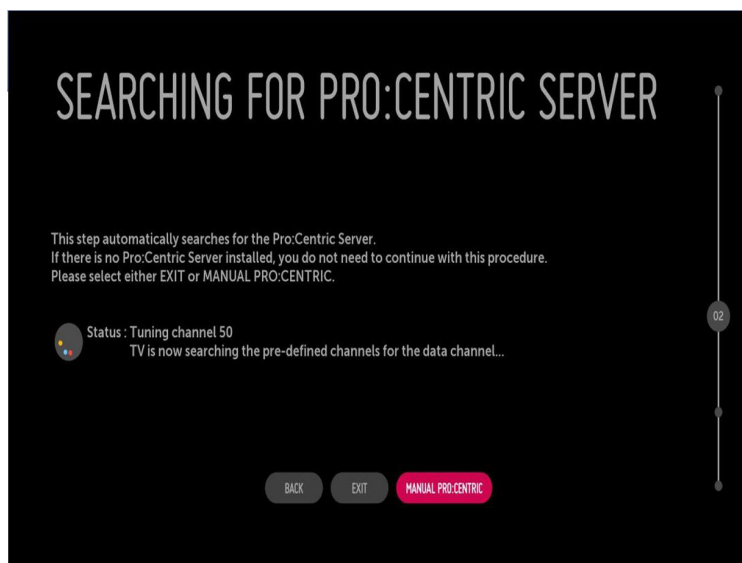 SEARCHING FOR PRO:CENTRIC SERVER
This step automatically searches for the Pro:Centric Server.
If there is no Pro:Centric Server installed, you do not need to continue with this procedure.
Please select either EXIT or MANUAL PRO:CENTRIC.
02
Status : Tuning channel 50
TV is now searching the pre-defined channels for the data channel...
BACK EXIT MANUAL PRO:CENTRIC